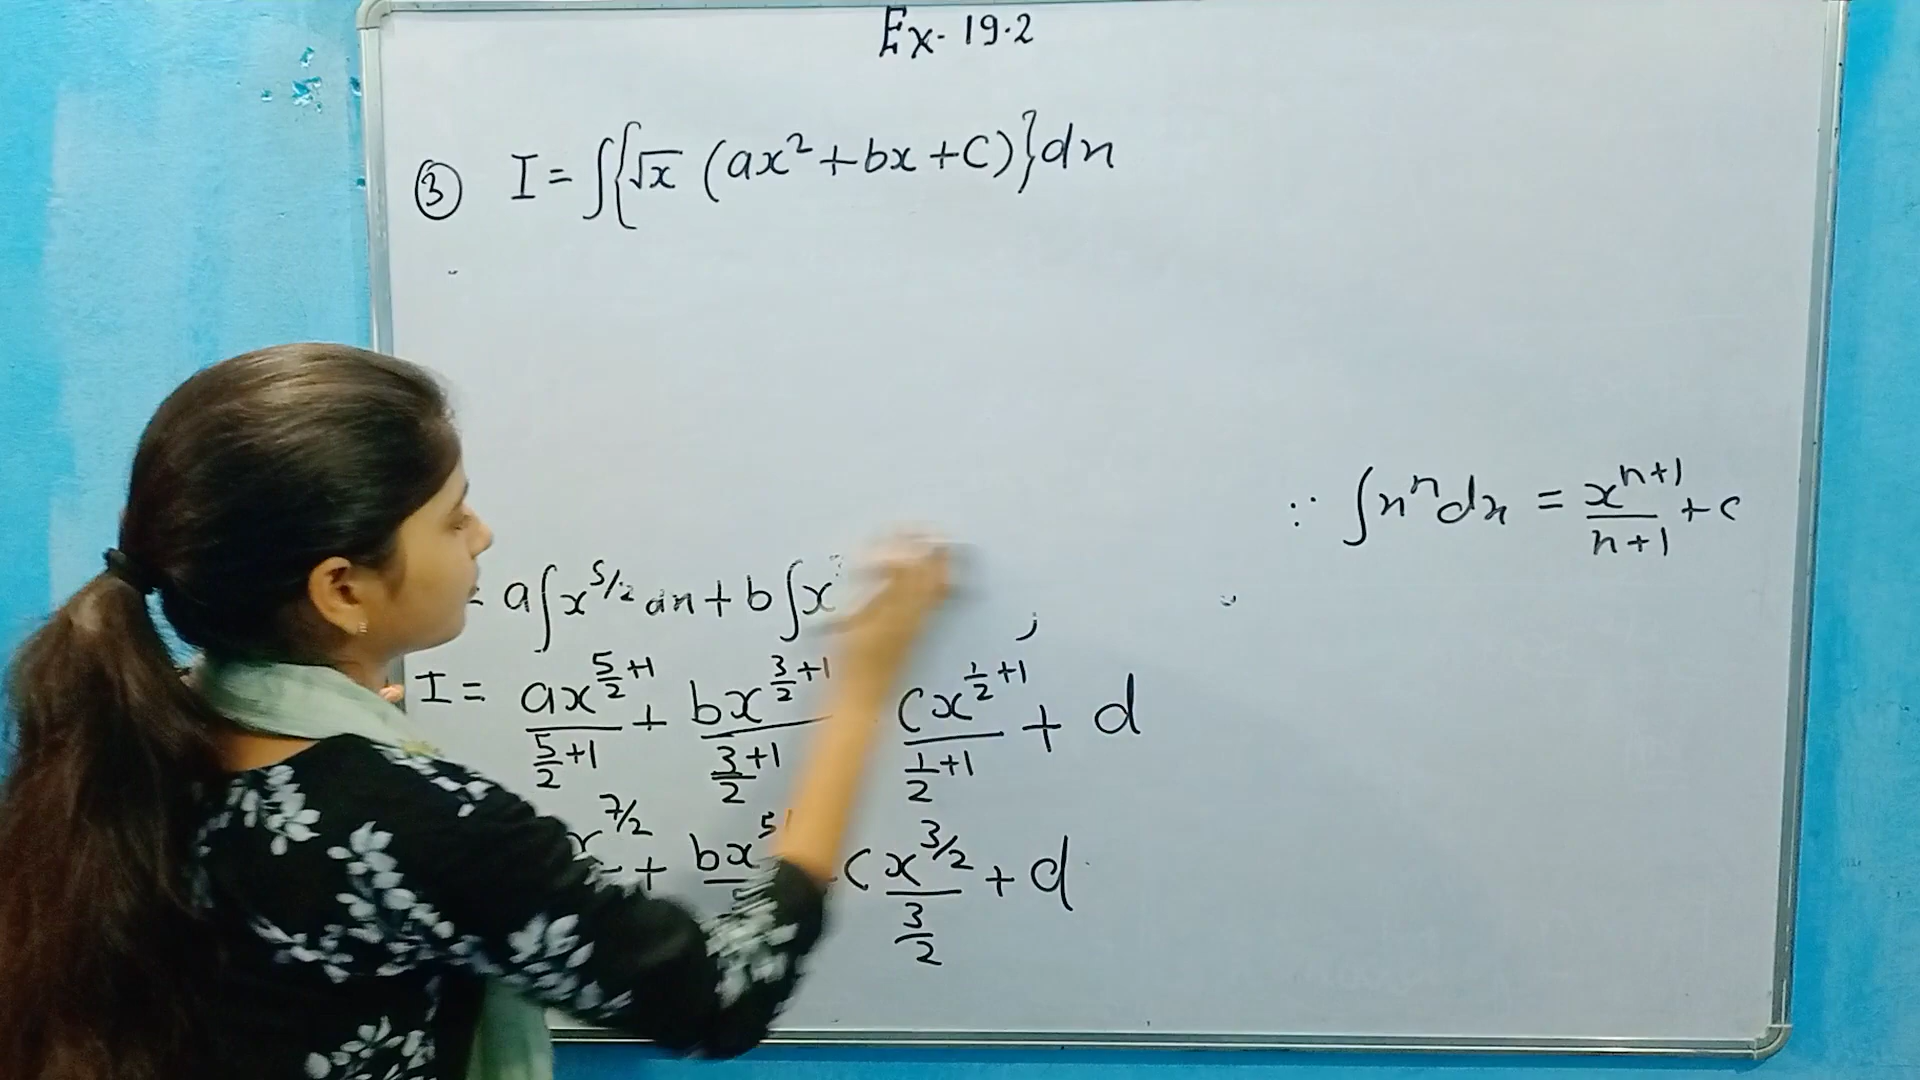 Ex. 19.2
③ I = ∫{√x (ax² + bx + C)}dx
∵ ∫xⁿdx = x^(n+1)/(n+1) + c
= a∫x^(5/2) dx + b∫x
I = ax^(5/2+1)/(5/2+1) + bx^(3/2+1)/(3/2+1) cx^(1/2+1)/(1/2+1) + d
x^(7/2) + bx^5 cx^(3/2)/(3/2) + d